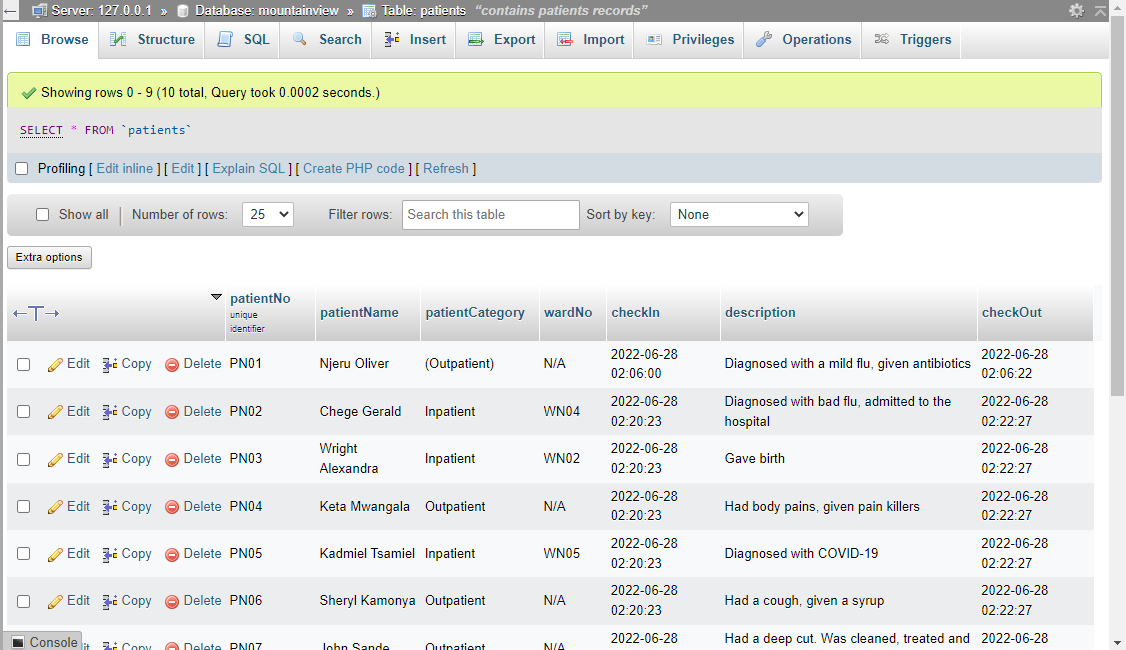 Server: 127.0.0.1 » Database: mountainview » Table: patients “contains patients records”
Browse Structure SQL Search Insert Export Import Privileges Operations Triggers
Showing rows 0 - 9 (10 total, Query took 0.0002 seconds.)
SELECT * FROM `patients`
Profiling [ Edit inline ] [ Edit ] [ Explain SQL ] [ Create PHP code ] [ Refresh ]
Show all Number of rows: 25 Filter rows: Search this table Sort by key: None
Extra options
patientNo
unique
identifier
patientName patientCategory wardNo checkIn description checkOut
Edit Copy Delete PN01 Njeru Oliver (Outpatient) N/A 2022-06-28 02:06:00 Diagnosed with a mild flu, given antibiotics 2022-06-28 02:06:22
Edit Copy Delete PN02 Chege Gerald Inpatient WN04 2022-06-28 02:20:23 Diagnosed with bad flu, admitted to the hospital 2022-06-28 02:22:27
Edit Copy Delete PN03 Wright Alexandra Inpatient WN02 2022-06-28 02:20:23 Gave birth 2022-06-28 02:22:27
Edit Copy Delete PN04 Keta Mwangala Outpatient N/A 2022-06-28 02:20:23 Had body pains, given pain killers 2022-06-28 02:22:27
Edit Copy Delete PN05 Kadmiel Tsamiel Inpatient WN05 2022-06-28 02:20:23 Diagnosed with COVID-19 2022-06-28 02:22:27
Edit Copy Delete PN06 Sheryl Kamonya Outpatient N/A 2022-06-28 02:20:23 Had a cough, given a syrup 2022-06-28 02:22:27
Copy Delete PN07 John Sande Outpatient N/A 2022-06-28 Had a deep cut. Was cleaned, treated and 2022-06-28
Console